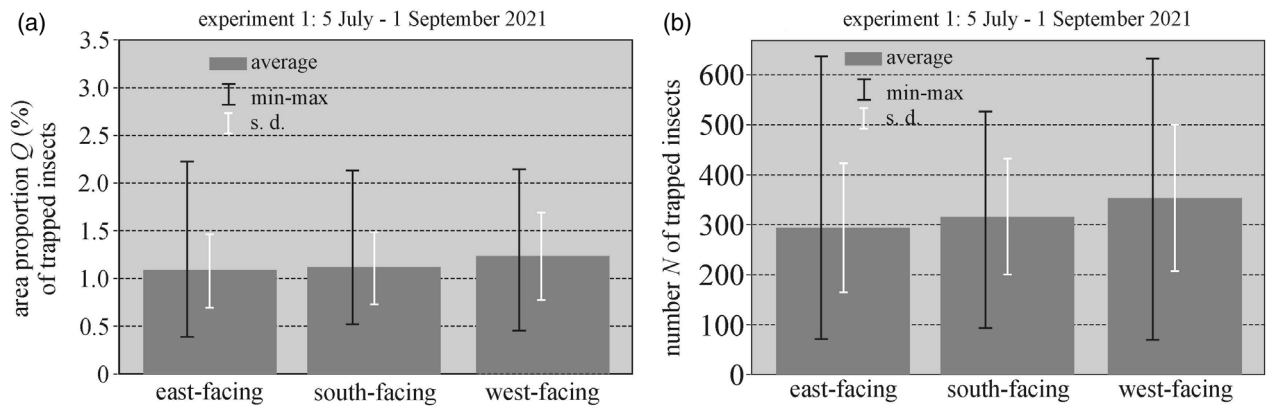 (a)
experiment 1: 5 July - 1 September 2021
area proportion Q (%)
of trapped insects
3.5
3.0
2.5
2.0
1.5
1.0
0.5
0
average
min-max
s. d.
east-facing
south-facing
west-facing
(b)
experiment 1: 5 July - 1 September 2021
number N of trapped insects
600
500
400
300
200
100
0
average
min-max
s. d.
east-facing
south-facing
west-facing